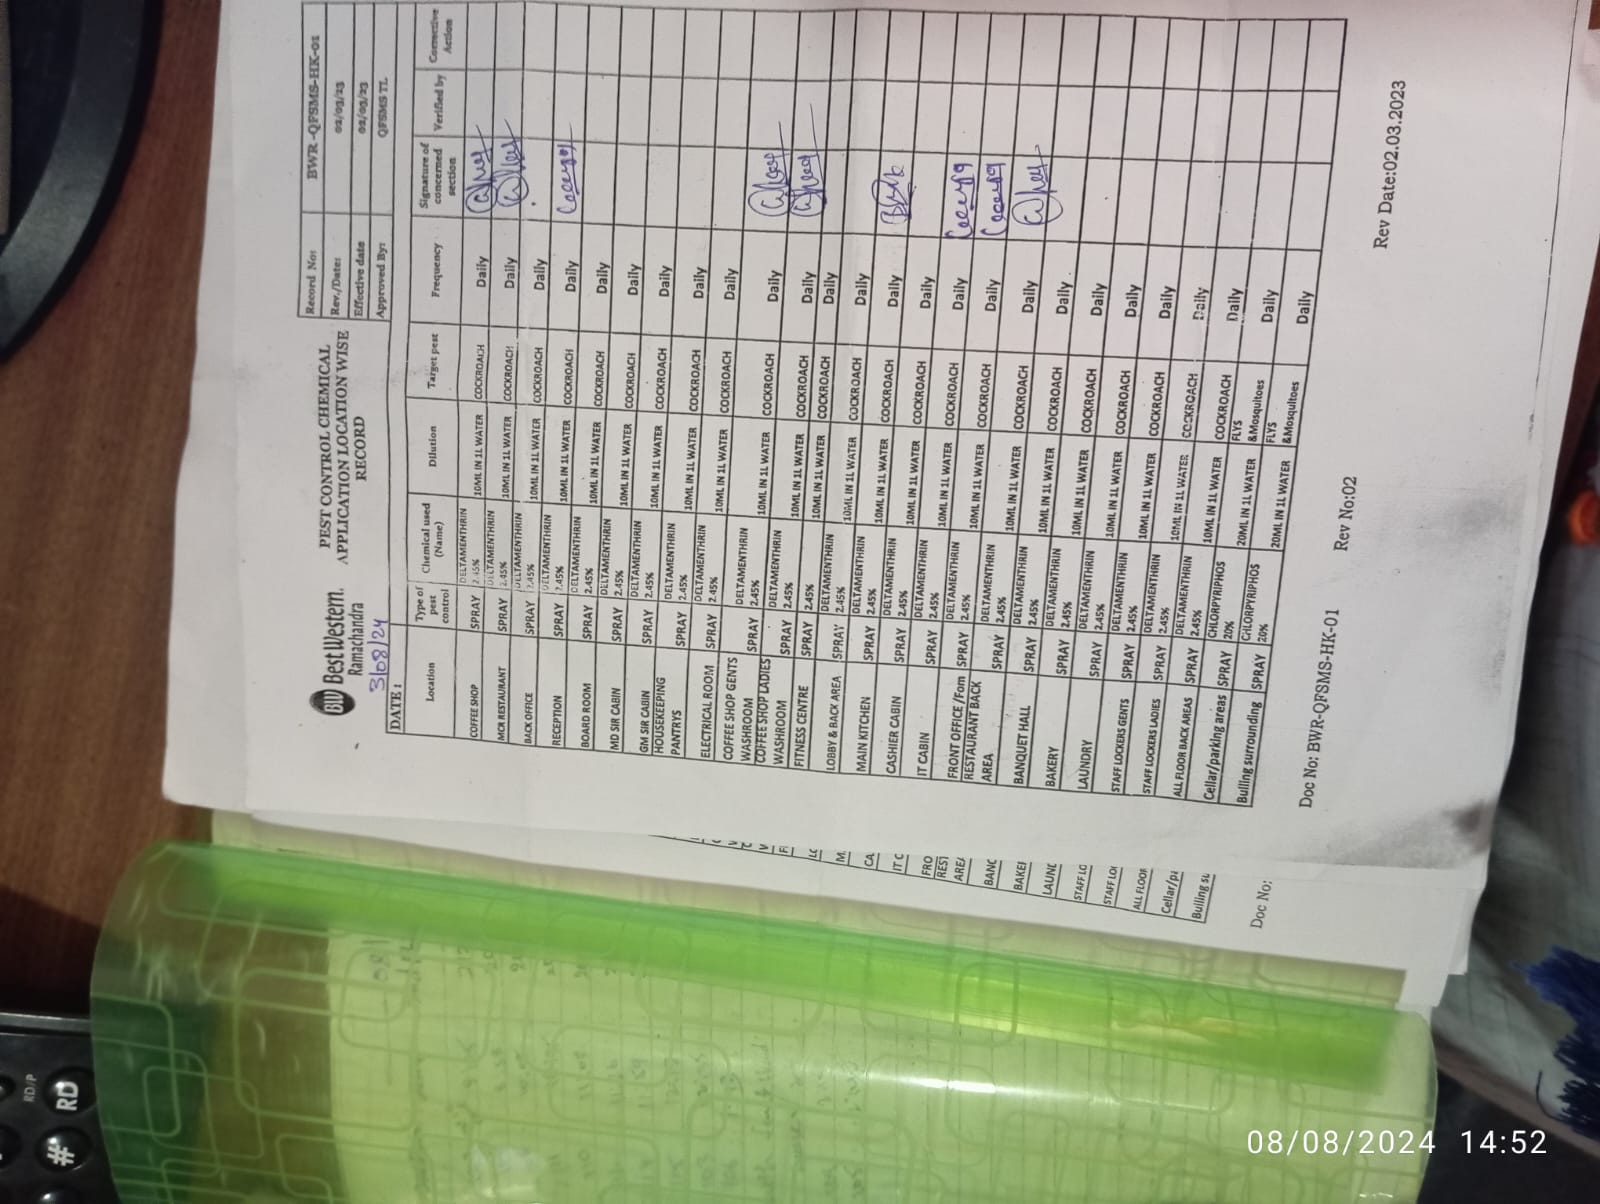 BW Best Western.
Ramachandra
PEST CONTROL CHEMICAL
APPLICATION LOCATION WISE
RECORD
Record No: BWR -QFSMS-HK-01
Rev./Date: 02/03/23
Effective date 02/03/23
Approved By: QFSMS TL
3/08/24
DATE :
Location Type of pest control Chemical used (Name) Dilution Target pest Frequency Signature of concerned section Verified by Corrective Action
COFFEE SHOP SPRAY DELTAMENTHRIN 2.45% 10ML IN 1L WATER COCKROACH Daily
MCR RESTAURANT SPRAY DELTAMENTHRIN 2.45% 10ML IN 1L WATER COCKROACH Daily
BACK OFFICE SPRAY DELTAMENTHRIN 2.45% 10ML IN 1L WATER COCKROACH Daily
RECEPTION SPRAY DELTAMENTHRIN 2.45% 10ML IN 1L WATER COCKROACH Daily
BOARD ROOM SPRAY DELTAMENTHRIN 2.45% 10ML IN 1L WATER COCKROACH Daily
MD SIR CABIN SPRAY DELTAMENTHRIN 2.45% 10ML IN 1L WATER COCKROACH Daily
GM SIR CABIN SPRAY DELTAMENTHRIN 2.45% 10ML IN 1L WATER COCKROACH Daily
HOUSEKEEPING PANTRYS SPRAY DELTAMENTHRIN 2.45% 10ML IN 1L WATER COCKROACH Daily
ELECTRICAL ROOM SPRAY DELTAMENTHRIN 2.45% 10ML IN 1L WATER COCKROACH Daily
COFFEE SHOP GENTS WASHROOM SPRAY DELTAMENTHRIN 2.45% 10ML IN 1L WATER COCKROACH Daily
COFFEE SHOP LADIES WASHROOM SPRAY DELTAMENTHRIN 2.45% 10ML IN 1L WATER COCKROACH Daily
FITNESS CENTRE SPRAY 2.45% 10ML IN 1L WATER COCKROACH Daily
LOBBY & BACK AREA SPRAY DELTAMENTHRIN 2.45% 10ML IN 1L WATER COCKROACH Daily
MAIN KITCHEN SPRAY DELTAMENTHRIN 2.45% 10ML IN 1L WATER COCKROACH Daily
CASHIER CABIN SPRAY DELTAMENTHRIN 2.45% 10ML IN 1L WATER COCKROACH Daily
IT CABIN SPRAY DELTAMENTHRIN 2.45% 10ML IN 1L WATER COCKROACH Daily
FRONT OFFICE /Fom SPRAY DELTAMENTHRIN 2.45% 10ML IN 1L WATER COCKROACH Daily
RESTAURANT BACK AREA SPRAY DELTAMENTHRIN 2.45% 10ML IN 1L WATER COCKROACH Daily
BANQUET HALL SPRAY DELTAMENTHRIN 2.45% 10ML IN 1L WATER COCKROACH Daily
BAKERY SPRAY DELTAMENTHRIN 2.45% 10ML IN 1L WATER COCKROACH Daily
LAUNDRY SPRAY DELTAMENTHRIN 2.45% 10ML IN 1L WATER COCKROACH Daily
STAFF LOCKERS GENTS SPRAY DELTAMENTHRIN 2.45% 10ML IN 1L WATER COCKROACH Daily
STAFF LOCKERS LADIES SPRAY DELTAMENTHRIN 2.45% 10ML IN 1L WATER COCKROACH Daily
ALL FLOOR BACK AREAS SPRAY DELTAMENTHRIN 2.45% 10ML IN 1L WATER COCKROACH Daily
Cellar/parking areas SPRAY CHLORPYRIPHOS 20% 20ML IN 1L WATER FLYS &Mosquitoes Daily
Builing surrounding SPRAY CHLORPYRIPHOS 20% 20ML IN 1L WATER FLYS &Mosquitoes Daily
Doc No: BWR-QFSMS-HK-01 Rev No:02 Rev Date:02.03.2023
Doc No:
RD/P
RD
#
08/08/2024 14:52